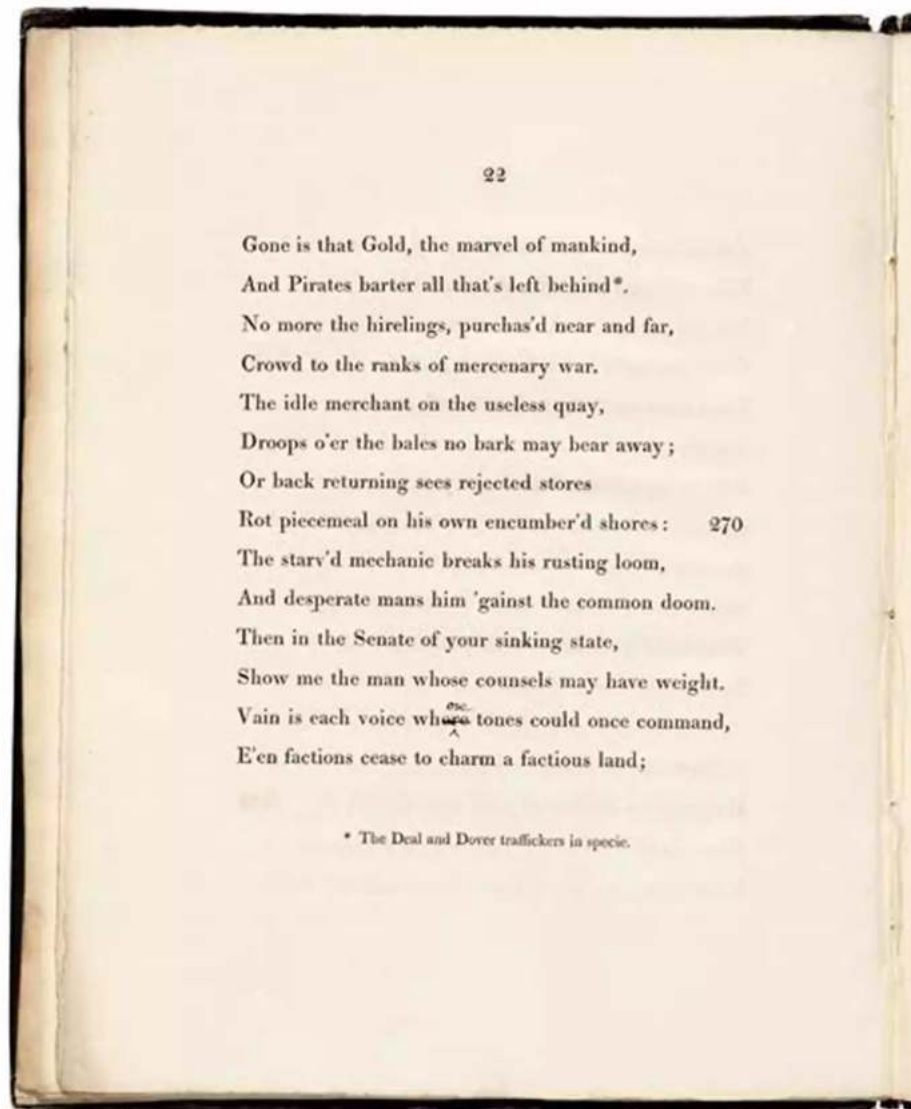 22
Gone is that Gold, the marvel of mankind,
And Pirates barter all that's left behind*.
No more the hirelings, purchas'd near and far,
Crowd to the ranks of mercenary war.
The idle merchant on the useless quay,
Droops o'er the bales no bark may bear away;
Or back returning sees rejected stores
Rot piecemeal on his own encumber'd shores: 270
The starv'd mechanic breaks his rusting loom,
And desperate mans him 'gainst the common doom.
Then in the Senate of your sinking state,
Show me the man whose counsels may have weight.
ose
Vain is each voice where tones could once command,
E'en factions cease to charm a factious land;
* The Deal and Dover traffickers in specie.